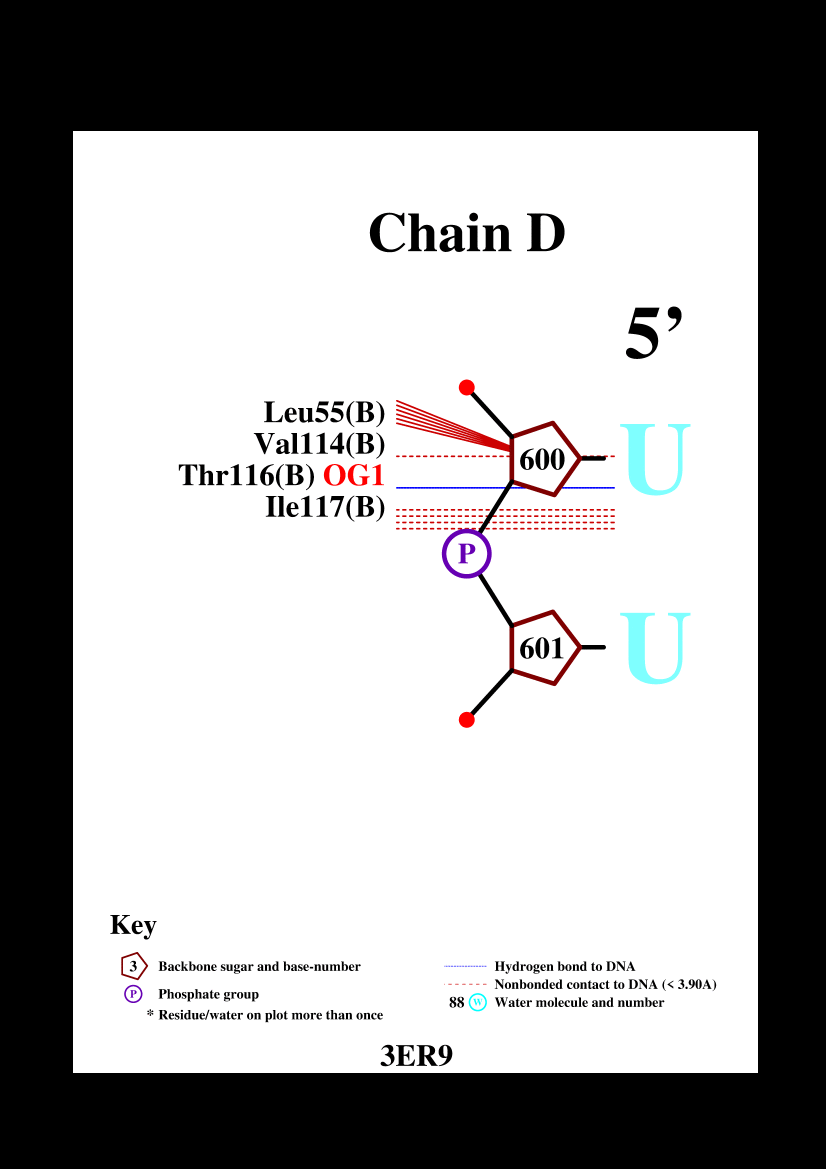 Chain D
5’
Leu55(B)
Val114(B)
Thr116(B) OG1
Ile117(B)
600
U
P
601
U
Key
3 Backbone sugar and base-number
P Phosphate group
* Residue/water on plot more than once
Hydrogen bond to DNA
Nonbonded contact to DNA (< 3.90A)
88 W Water molecule and number
3ER9